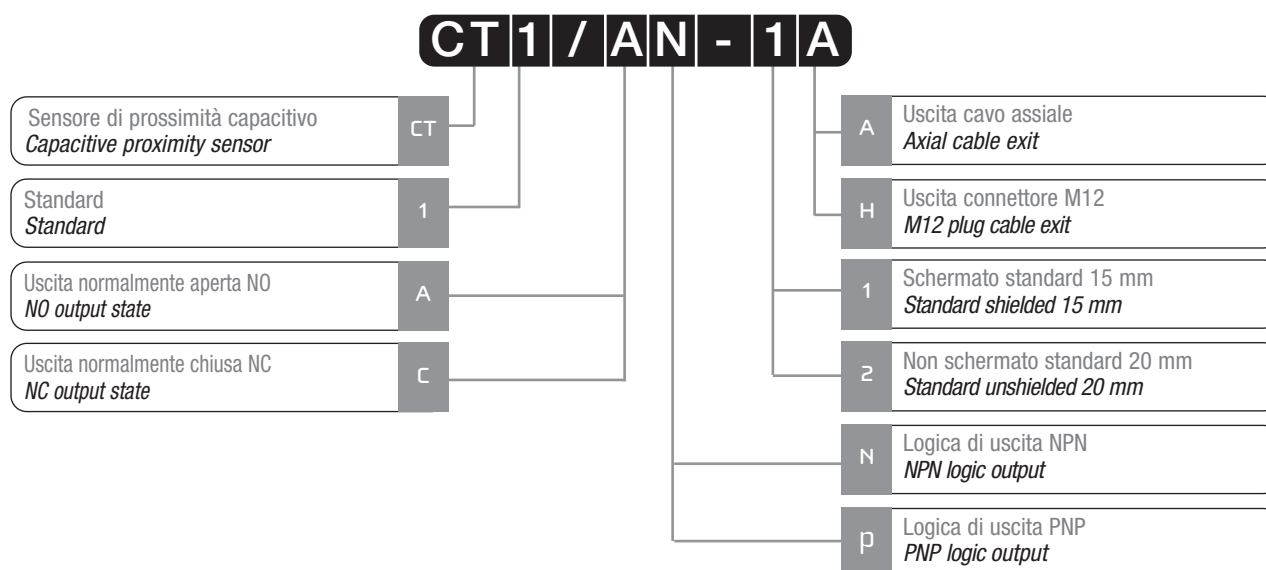 CT1/AN-1A
Sensore di prossimità capacitivo
Capacitive proximity sensor
CT
Standard
Standard
1
Uscita normalmente aperta NO
NO output state
A
Uscita normalmente chiusa NC
NC output state
C
A
Uscita cavo assiale
Axial cable exit
H
Uscita connettore M12
M12 plug cable exit
1
Schermato standard 15 mm
Standard shielded 15 mm
2
Non schermato standard 20 mm
Standard unshielded 20 mm
N
Logica di uscita NPN
NPN logic output
P
Logica di uscita PNP
PNP logic output